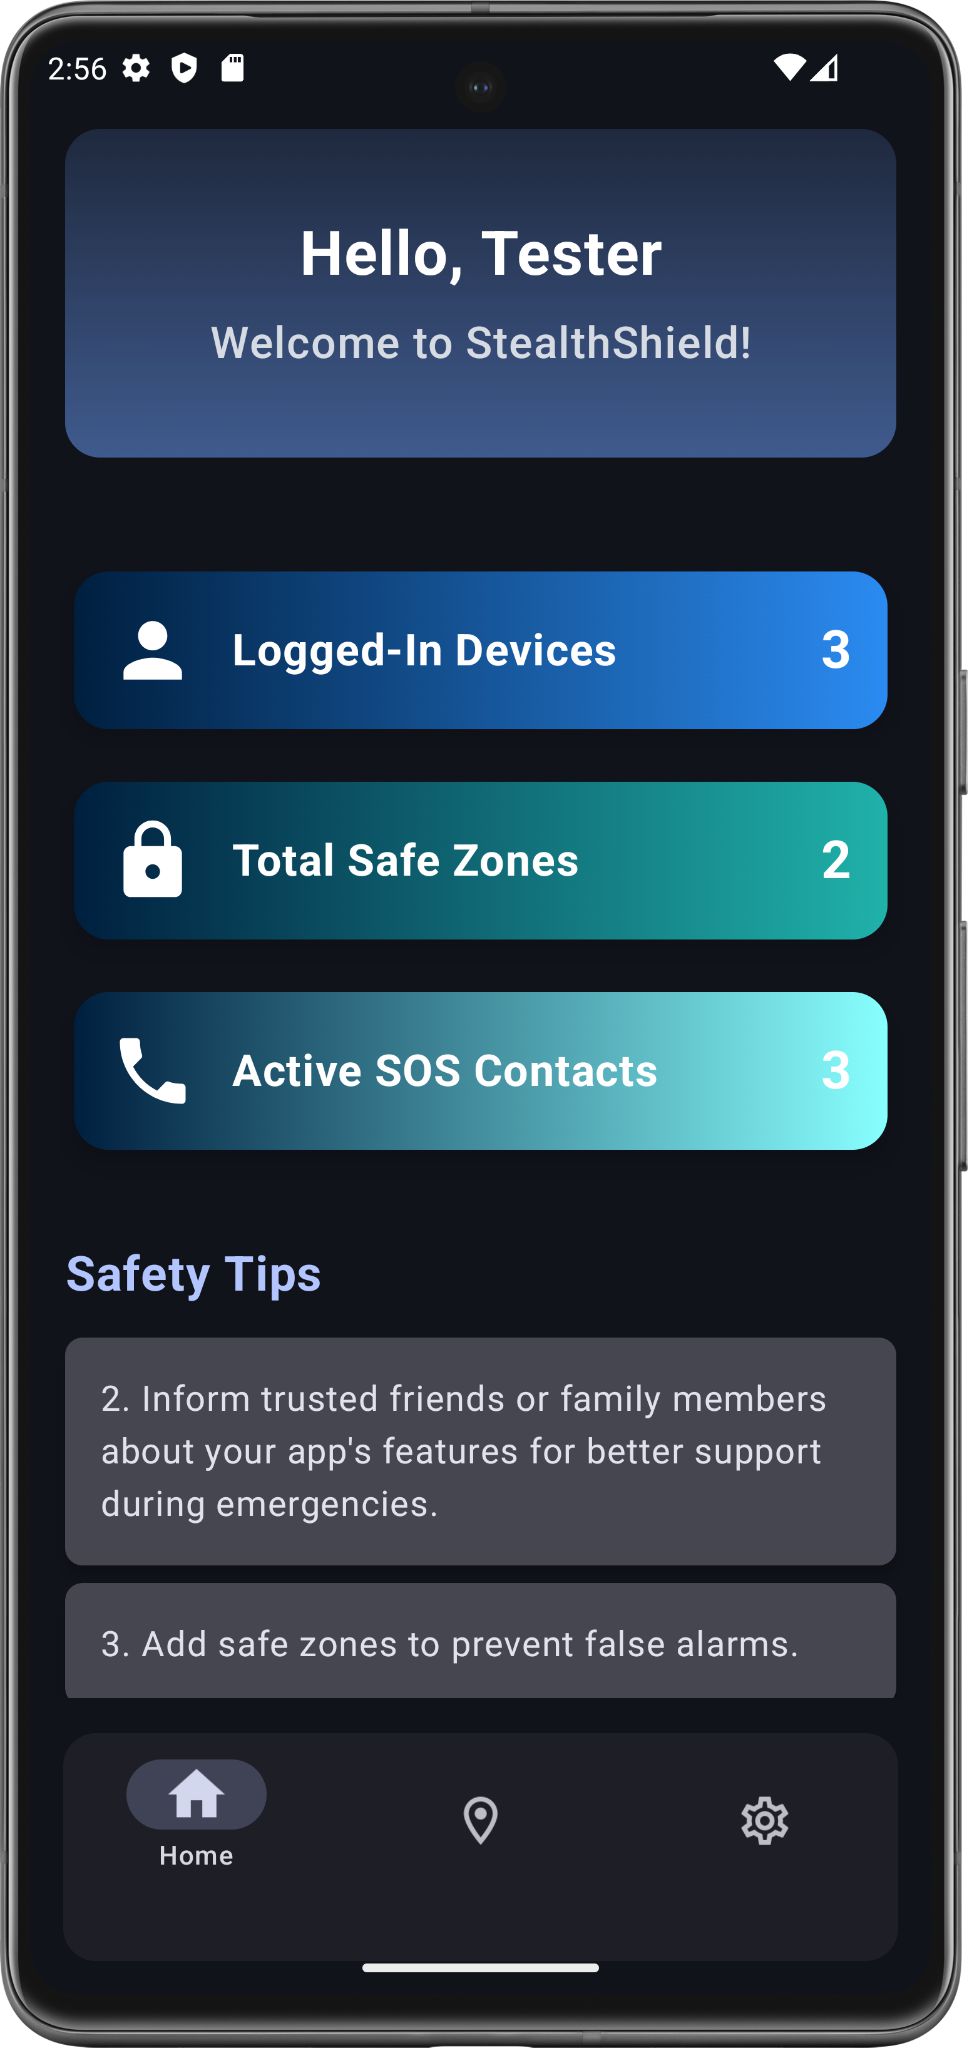 2:56
Hello, Tester
Welcome to StealthShield!
Logged-In Devices 3
Total Safe Zones 2
Active SOS Contacts 3
Safety Tips
2. Inform trusted friends or family members
about your app's features for better support
during emergencies.
3. Add safe zones to prevent false alarms.
Home